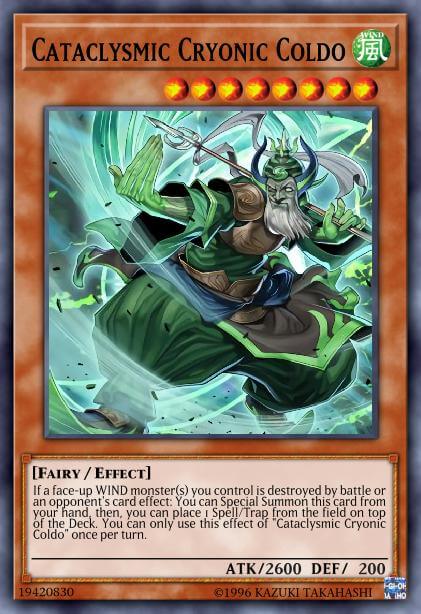 CATACLYSMIC CRYONIC COLDO
WIND
風
[FAIRY / EFFECT]
If a face-up WIND monster(s) you control is destroyed by battle or
an opponent's card effect: You can Special Summon this card from
your hand, then, you can place 1 Spell/Trap from the field on top
of the Deck. You can only use this effect of "Cataclysmic Cryonic
Coldo" once per turn.
ATK/2600 DEF/ 200
19420830
©1996 KAZUKI TAKAHASHI